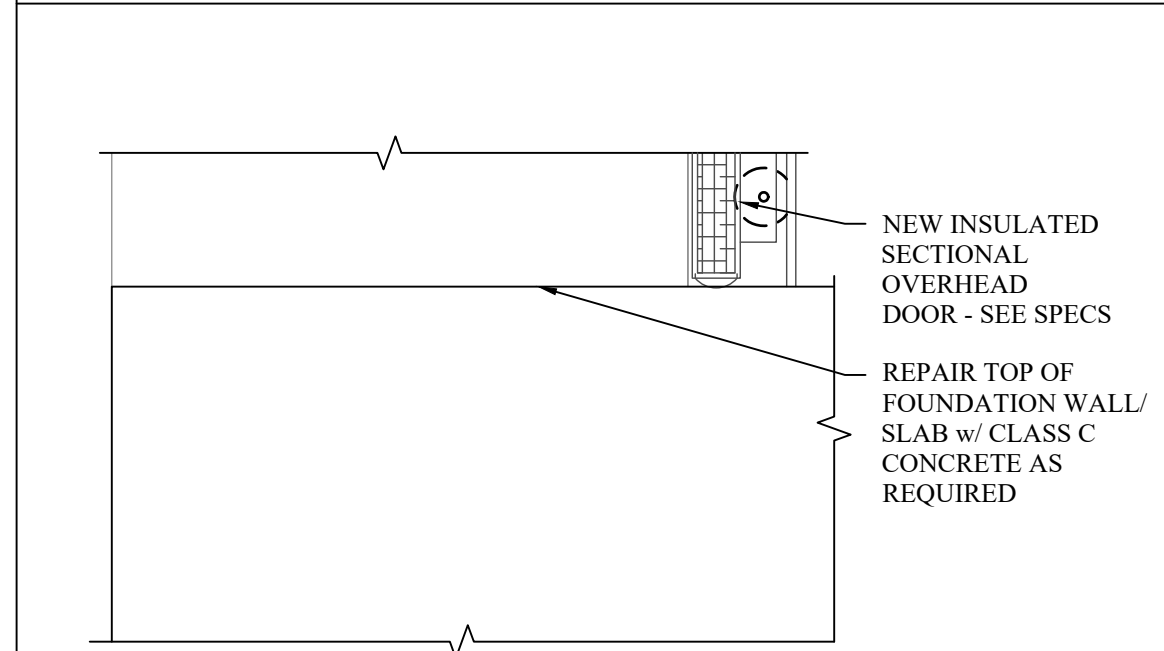 NEW INSULATED
SECTIONAL
OVERHEAD
DOOR - SEE SPECS
REPAIR TOP OF
FOUNDATION WALL/
SLAB w/ CLASS C
CONCRETE AS
REQUIRED